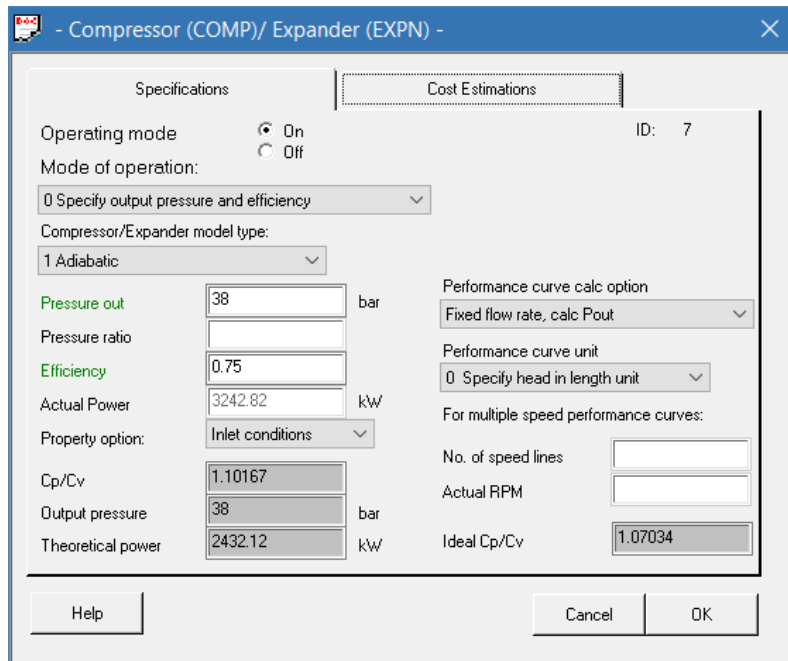 - Compressor (COMP)/ Expander (EXPN) -
Specifications
Cost Estimations
Operating mode
On
Off
ID: 7
Mode of operation:
0 Specify output pressure and efficiency
Compressor/Expander model type:
1 Adiabatic
Pressure out 38 bar
Pressure ratio
Efficiency 0.75
Actual Power 3242.82 kW
Property option: Inlet conditions
Cp/Cv 1.10167
Output pressure 38 bar
Theoretical power 2432.12 kW
Performance curve calc option
Fixed flow rate, calc Pout
Performance curve unit
0 Specify head in length unit
For multiple speed performance curves:
No. of speed lines
Actual RPM
Ideal Cp/Cv 1.07034
Help
Cancel
OK